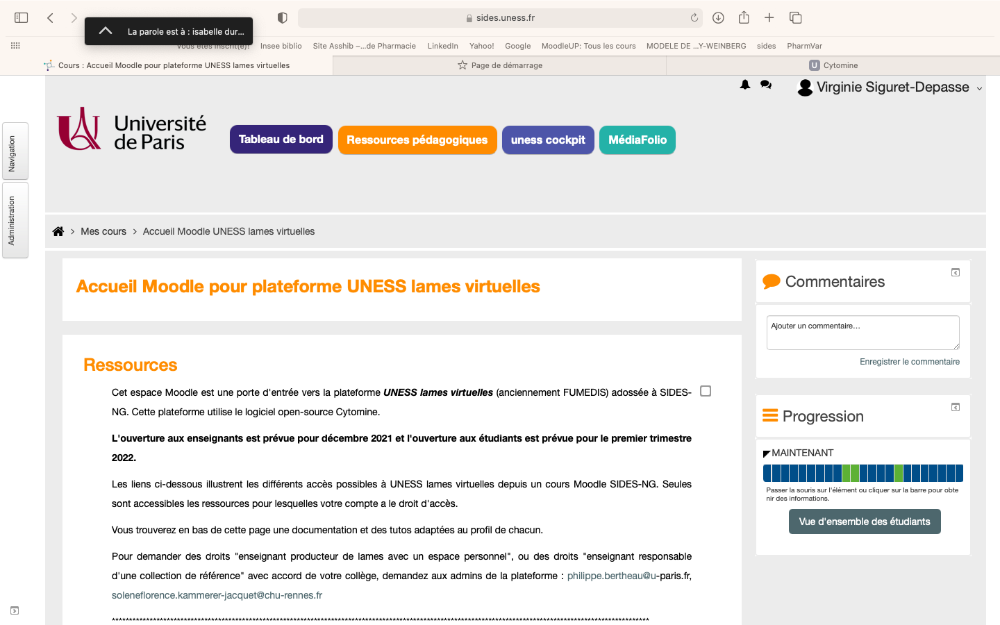 sides.uness.fr
La parole est à : isabelle dur...
Vous êtes inscrit(e)! Insee biblio Site Asshib –...de Pharmacie LinkedIn Yahoo! Google MoodleUP: Tous les cours MODELE DE ...Y-WEINBERG sides PharmVar
Cours : Accueil Moodle pour plateforme UNESS lames virtuelles Page de démarrage U Cytomine
Virginie Siguret-Depasse
Université
de Paris
Tableau de bord Ressources pédagogiques uness cockpit MédiaFolio
Navigation
Administration
Mes cours Accueil Moodle UNESS lames virtuelles
Accueil Moodle pour plateforme UNESS lames virtuelles
Ressources
Cet espace Moodle est une porte d'entrée vers la plateforme UNESS lames virtuelles (anciennement FUMEDIS) adossée à SIDES-
NG. Cette plateforme utilise le logiciel open-source Cytomine.
L'ouverture aux enseignants est prévue pour décembre 2021 et l'ouverture aux étudiants est prévue pour le premier trimestre
2022.
Les liens ci-dessous illustrent les différents accès possibles à UNESS lames virtuelles depuis un cours Moodle SIDES-NG. Seules
sont accessibles les ressources pour lesquelles votre compte a le droit d'accès.
Vous trouverez en bas de cette page une documentation et des tutos adaptées au profil de chacun.
Pour demander des droits "enseignant producteur de lames avec un espace personnel", ou des droits "enseignant responsable
d'une collection de référence" avec accord de votre collège, demandez aux admins de la plateforme : philippe.bertheau@u-paris.fr,
soleneflorence.kammerer-jacquet@chu-rennes.fr
Commentaires
Ajouter un commentaire...
Enregistrer le commentaire
Progression
MAINTENANT
Passer la souris sur l'élément ou cliquer sur la barre pour obte
nir des informations.
Vue d'ensemble des étudiants